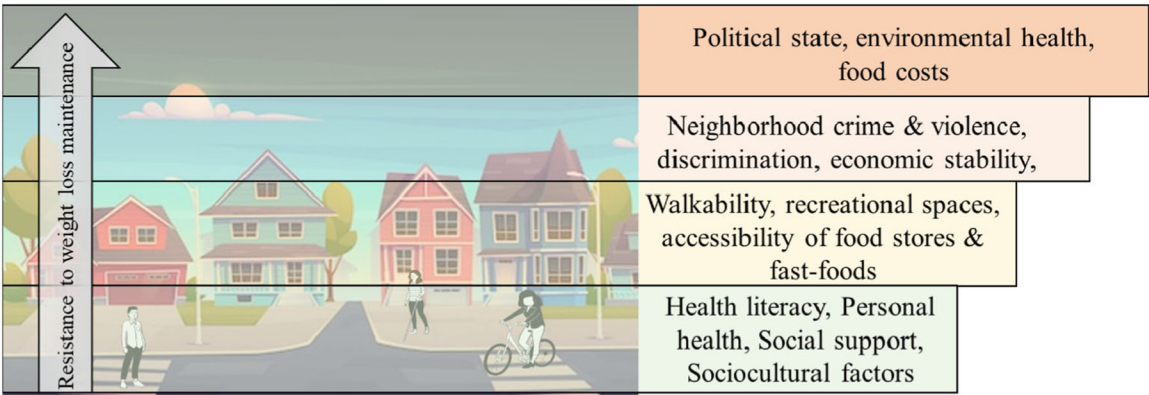 Resistance to weight loss maintenance
Political state, environmental health,
food costs
Neighborhood crime & violence,
discrimination, economic stability,
Walkability, recreational spaces,
accessibility of food stores &
fast-foods
Health literacy, Personal
health, Social support,
Sociocultural factors